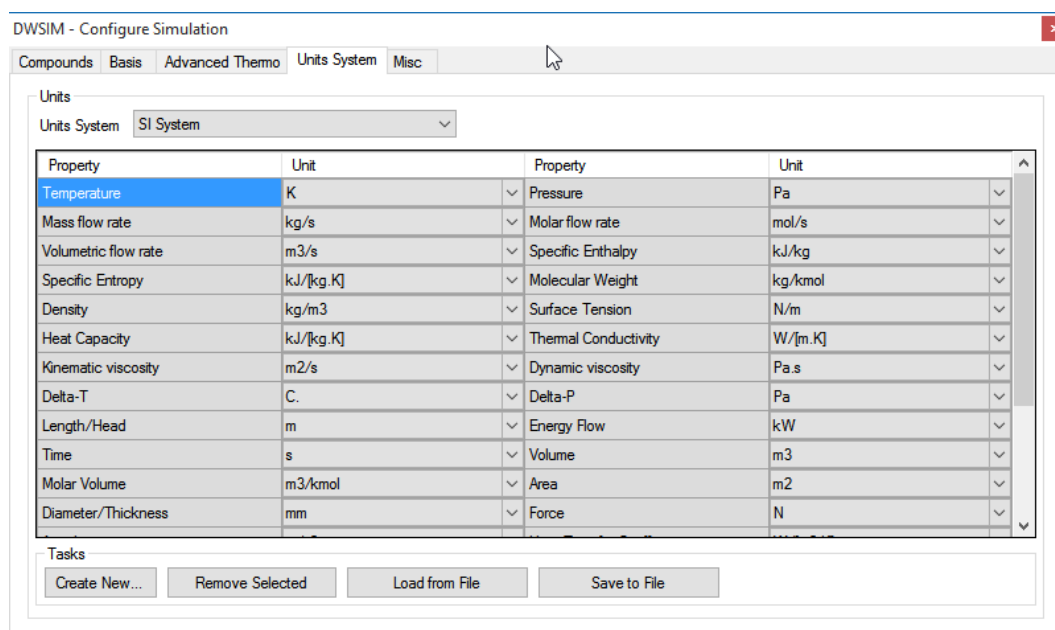 DWSIM - Configure Simulation
Compounds Basis Advanced Thermo Units System Misc
Units
Units System SI System
Property Unit Property Unit
Temperature K Pressure Pa
Mass flow rate kg/s Molar flow rate mol/s
Volumetric flow rate m3/s Specific Enthalpy kJ/kg
Specific Entropy kJ/[kg.K] Molecular Weight kg/kmol
Density kg/m3 Surface Tension N/m
Heat Capacity kJ/[kg.K] Thermal Conductivity W/[m.K]
Kinematic viscosity m2/s Dynamic viscosity Pa.s
Delta-T C. Delta-P Pa
Length/Head m Energy Flow kW
Time s Volume m3
Molar Volume m3/kmol Area m2
Diameter/Thickness mm Force N
Tasks
Create New... Remove Selected Load from File Save to File